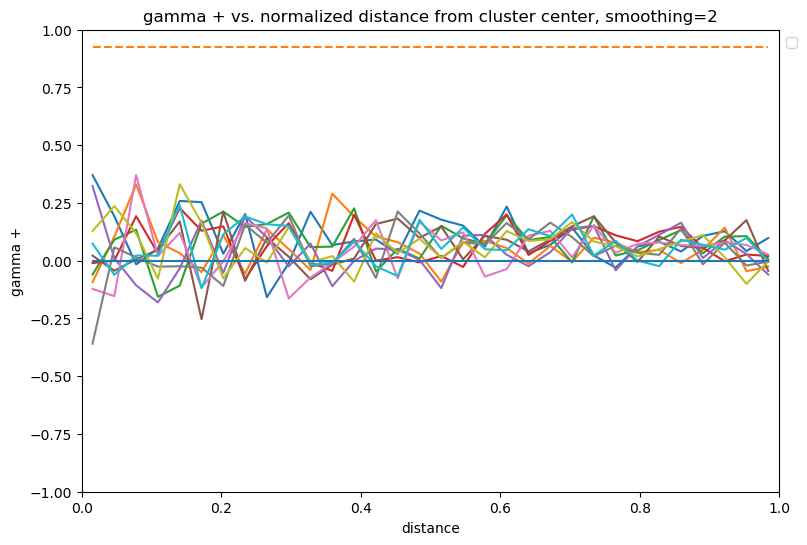 gamma + vs. normalized distance from cluster center, smoothing=2
1.00
0.75
0.50
0.25
0.00
−0.25
−0.50
−0.75
−1.00
gamma +
0.0 0.2 0.4 0.6 0.8 1.0
distance